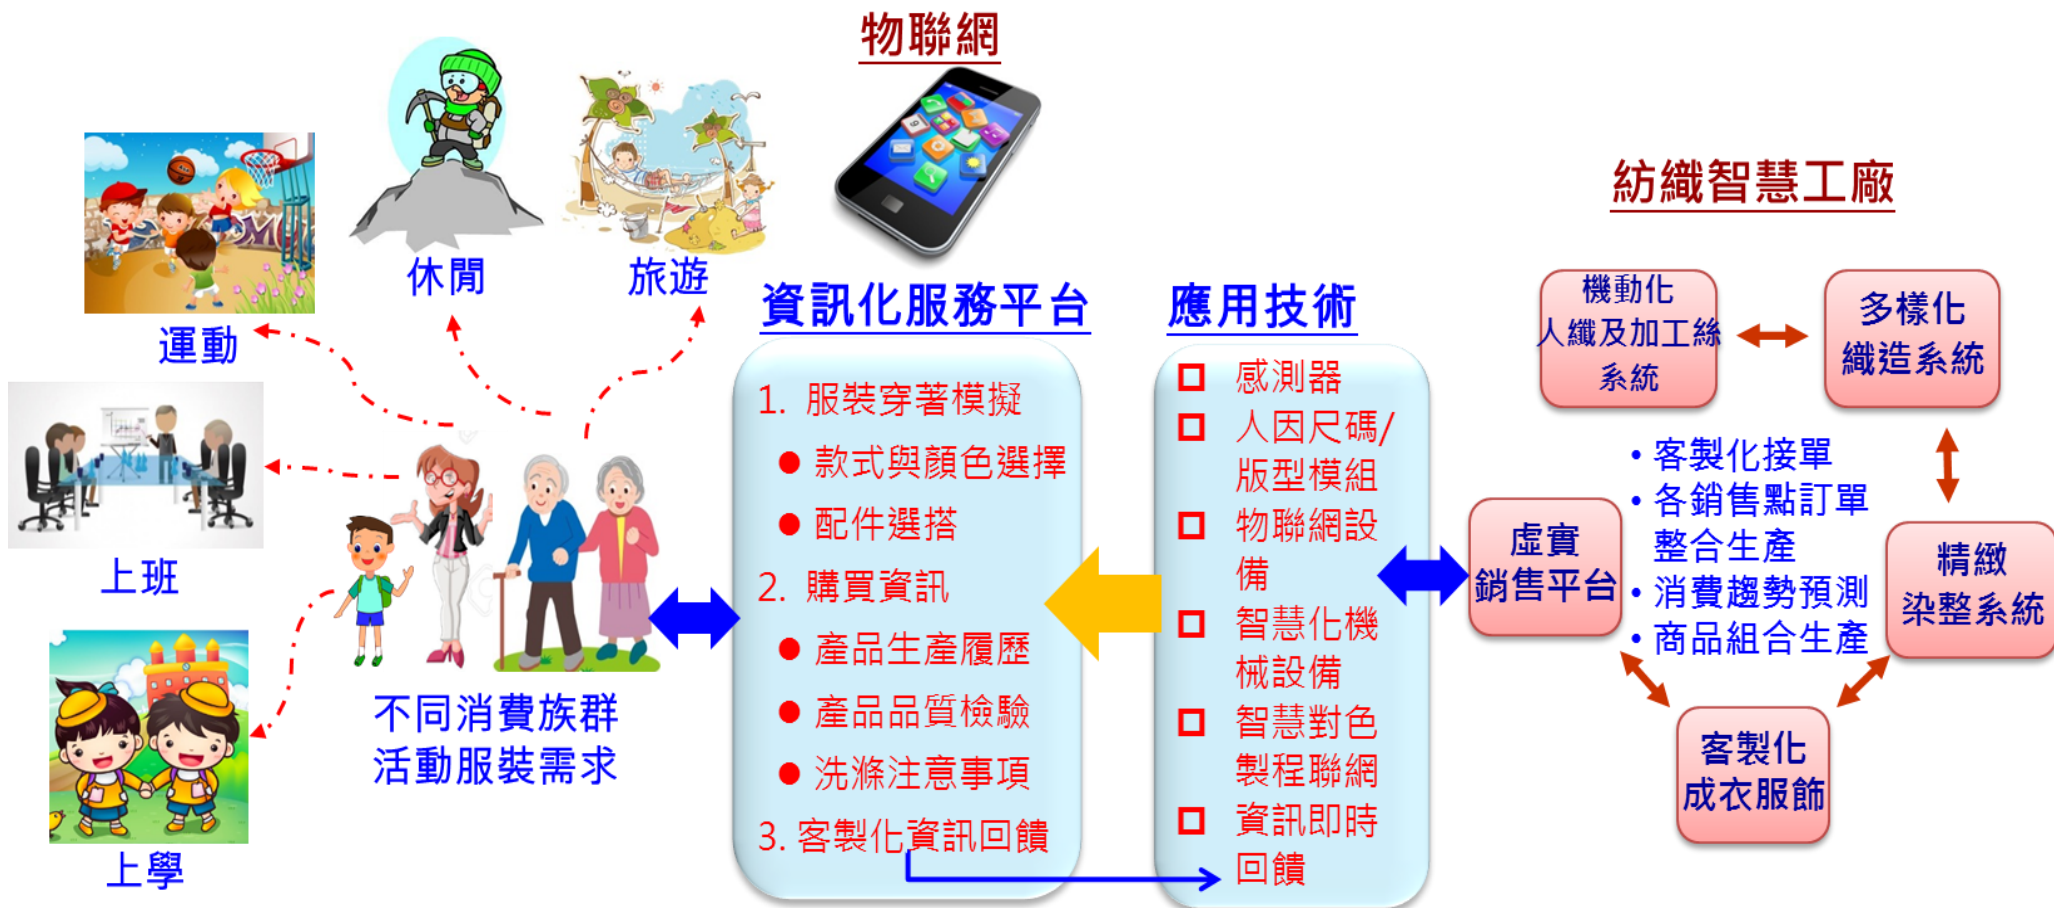 物聯網
紡織智慧工廠
休閒
旅遊
運動
上班
上學
不同消費族群
活動服裝需求
資訊化服務平台
1. 服裝穿著模擬
● 款式與顏色選擇
● 配件選搭
2. 購買資訊
● 產品生產履歷
● 產品品質檢驗
● 洗滌注意事項
3. 客製化資訊回饋
應用技術
感測器
人因尺碼/
版型模組
物聯網設
備
智慧化機
械設備
智慧對色
製程聯網
資訊即時
回饋
機動化
人纖及加工絲
系統
多樣化
織造系統
虛實
銷售平台
• 客製化接單
• 各銷售點訂單
整合生產
• 消費趨勢預測
• 商品組合生產
精緻
染整系統
客製化
成衣服飾